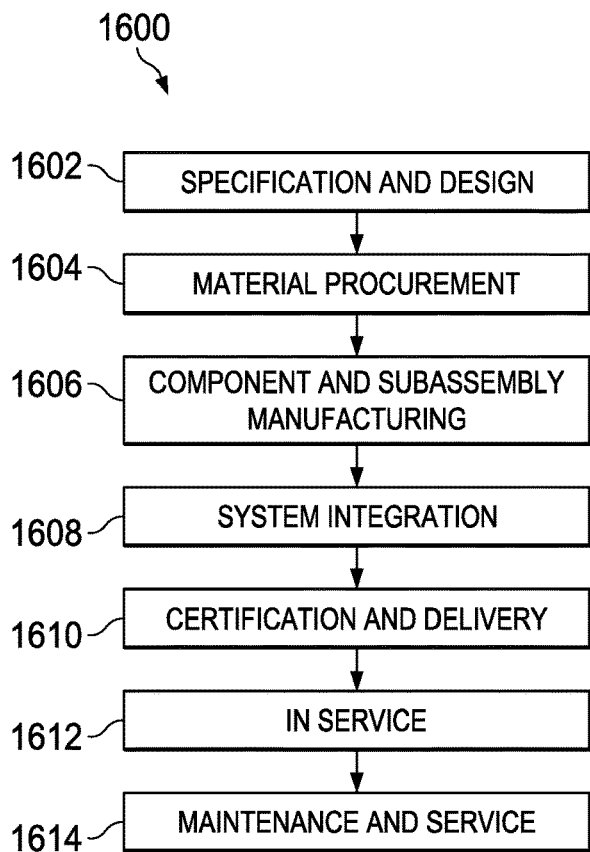 1600
1602
SPECIFICATION AND DESIGN
1604
MATERIAL PROCUREMENT
1606
COMPONENT AND SUBASSEMBLY
MANUFACTURING
1608
SYSTEM INTEGRATION
1610
CERTIFICATION AND DELIVERY
1612
IN SERVICE
1614
MAINTENANCE AND SERVICE